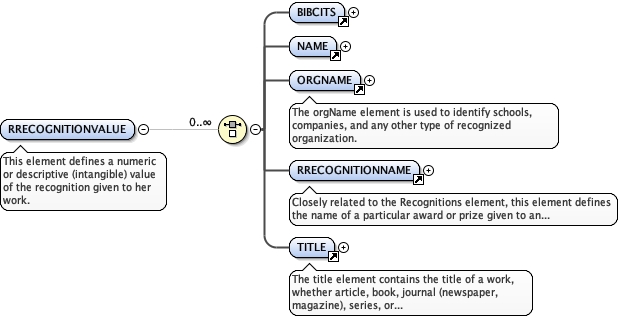 BIBCITS
NAME
ORGNAME
The orgName element is used to identify schools,
companies, and any other type of recognized
organization.
RRECOGNITIONVALUE
0..∞
This element defines a numeric
or descriptive (intangible) value
of the recognition given to her
work.
RRECOGNITIONNAME
Closely related to the Recognitions element, this element defines
the name of a particular award or prize given to an...
TITLE
The title element contains the title of a work,
whether article, book, journal (newspaper,
magazine), series, or...